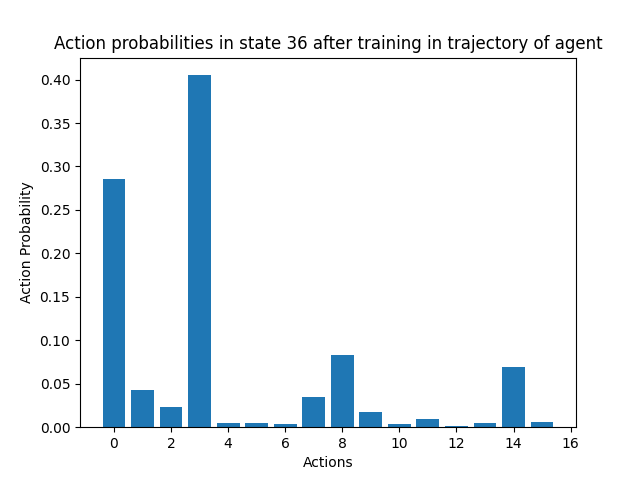 Action probabilities in state 36 after training in trajectory of agent
0.40
0.35
0.30
0.25
0.20
0.15
0.10
0.05
0.00
Action Probability
0 2 4 6 8 10 12 14 16
Actions